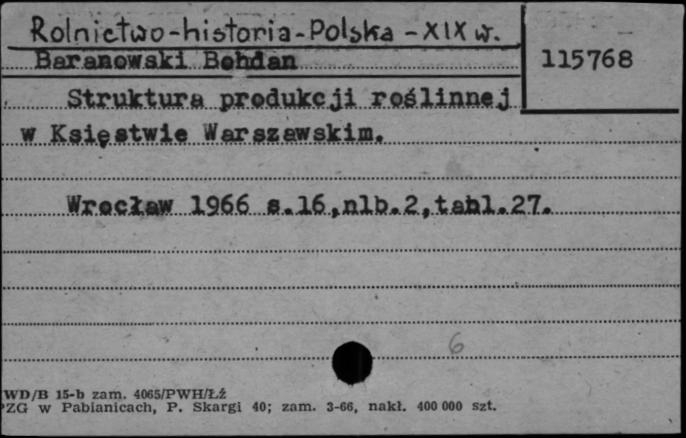 Rolnictwo-historia-Polska-XIX w.
Baranowski Bohdan
115768
Struktura produkcji roślinnej
w Księstwie Warszawskim.
Wrocław 1966 s.16,nlb.2,tabl.27.
6
WD/B 15-b zam. 4065/PWH/Łź
PZG w Pabianicach, P. Skargi 40; zam. 3-66, nakł. 400 000 szt.